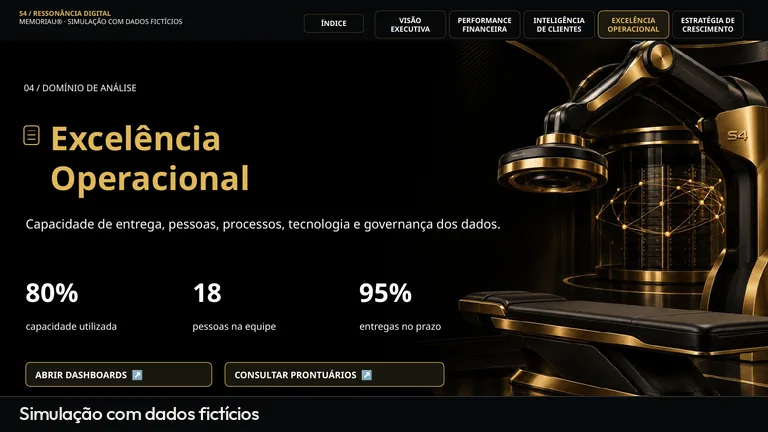 S4 / RESSONÂNCIA DIGITAL
MEMORIAU® · SIMULAÇÃO COM DADOS FICTÍCIOS
ÍNDICE
VISÃO
EXECUTIVA
PERFORMANCE
FINANCEIRA
INTELIGÊNCIA
DE CLIENTES
EXCELÊNCIA
OPERACIONAL
ESTRATÉGIA DE
CRESCIMENTO
04 / DOMÍNIO DE ANÁLISE
Excelência
Operacional
S4
Capacidade de entrega, pessoas, processos, tecnologia e governança dos dados.
80%
18
95%
capacidade utilizada
pessoas na equipe
entregas no prazo
ABRIR DASHBOARDS ↗
CONSULTAR PRONTUÁRIOS ↗
Simulação com dados fictícios